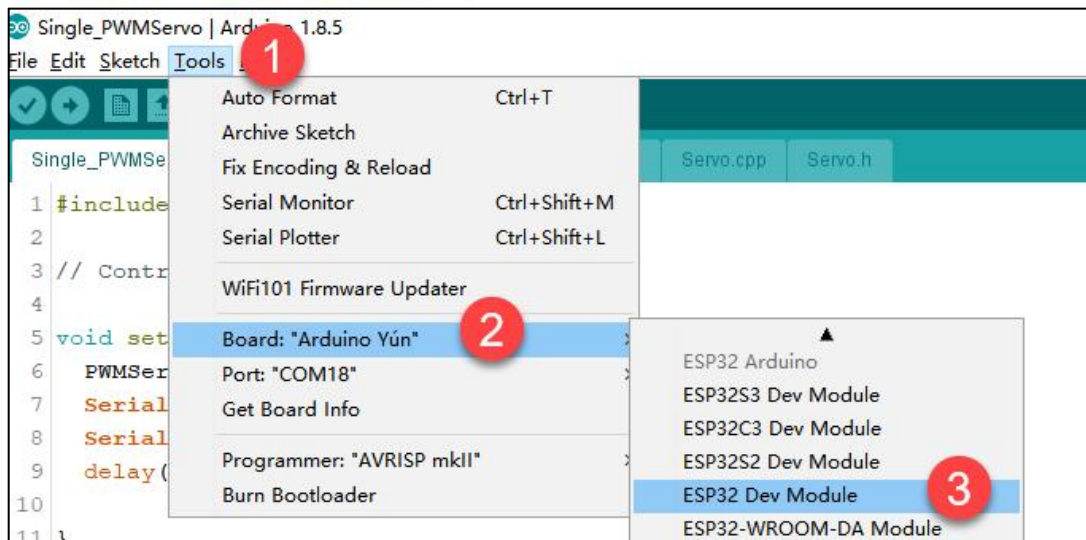 Single_PWMServo | Arduino 1.8.5
File Edit Sketch Tools
1
Auto Format Ctrl+T
Archive Sketch
Fix Encoding & Reload
Serial Monitor Ctrl+Shift+M
Serial Plotter Ctrl+Shift+L
WiFi101 Firmware Updater
Board: "Arduino Yún"
2
Port: "COM18"
Get Board Info
Programmer: "AVRISP mkII"
Burn Bootloader
ESP32 Arduino
ESP32S3 Dev Module
ESP32C3 Dev Module
ESP32S2 Dev Module
ESP32 Dev Module
3
ESP32-WROOM-DA Module
Single_PWMSe
Servo.cpp
Servo.h
1 #include
2
3 // Contr
4
5 void set
6 PWMSer
7 Serial
8 Serial
9 delay(
10
11 }